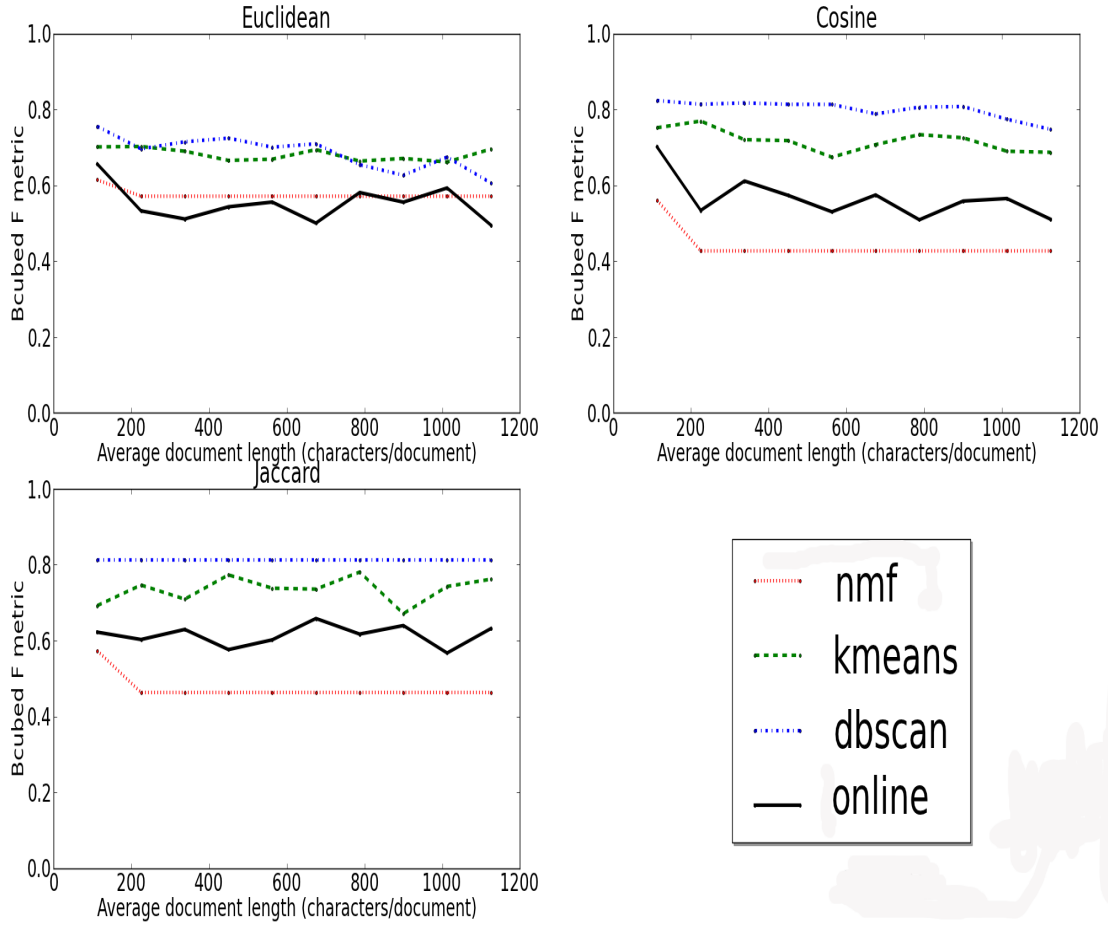 Euclidean
1.0
0.8
0.6
0.4
0.2
0.0
Bcubed F metric
0 200 400 600 800 1000 1200
Average document length (characters/document)
Cosine
1.0
0.8
0.6
0.4
0.2
0.0
Bcubed F metric
0 200 400 600 800 1000 1200
Average document length (characters/document)
Jaccard
1.0
0.8
0.6
0.4
0.2
0.0
Bcubed F metric
0 200 400 600 800 1000 1200
Average document length (characters/document)
nmf
kmeans
dbscan
online